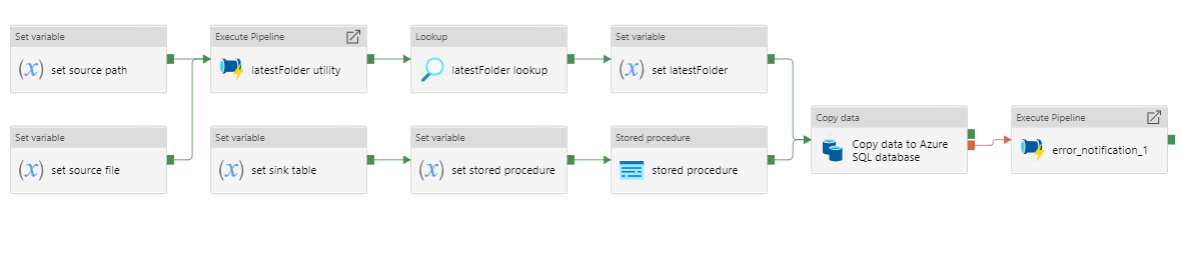 Set variable
(x) set source path
Execute Pipeline
latestFolder utility
Lookup
latestFolder lookup
Set variable
(x) set latestFolder
Set variable
(x) set source file
Set variable
(x) set sink table
Set variable
(x) set stored procedure
Stored procedure
stored procedure
Copy data
Copy data to Azure
SQL database
Execute Pipeline
error_notification_1